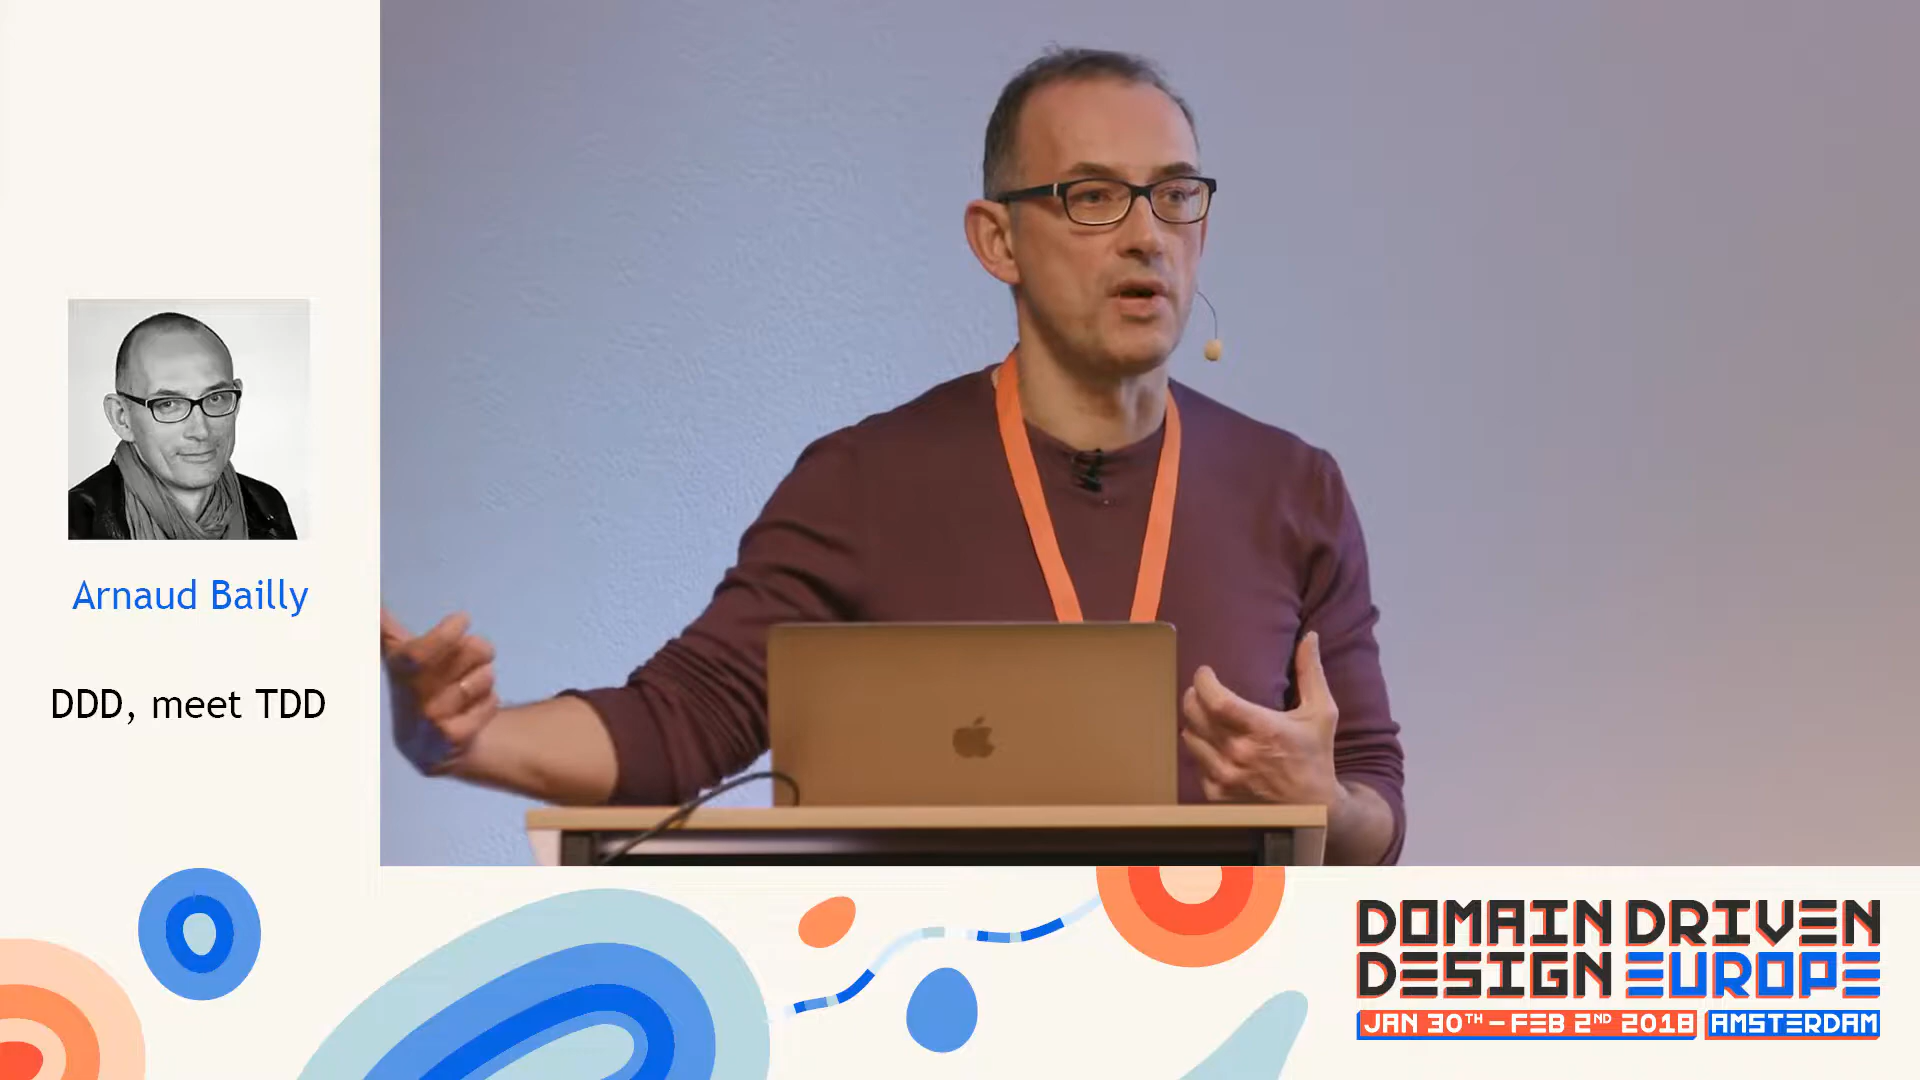 Arnaud Bailly
DDD, meet TDD
DOMAIN DRIVEN
DESIGN EUROPE
JAN 30TH - FEB 2ND 2018 AMSTERDAM